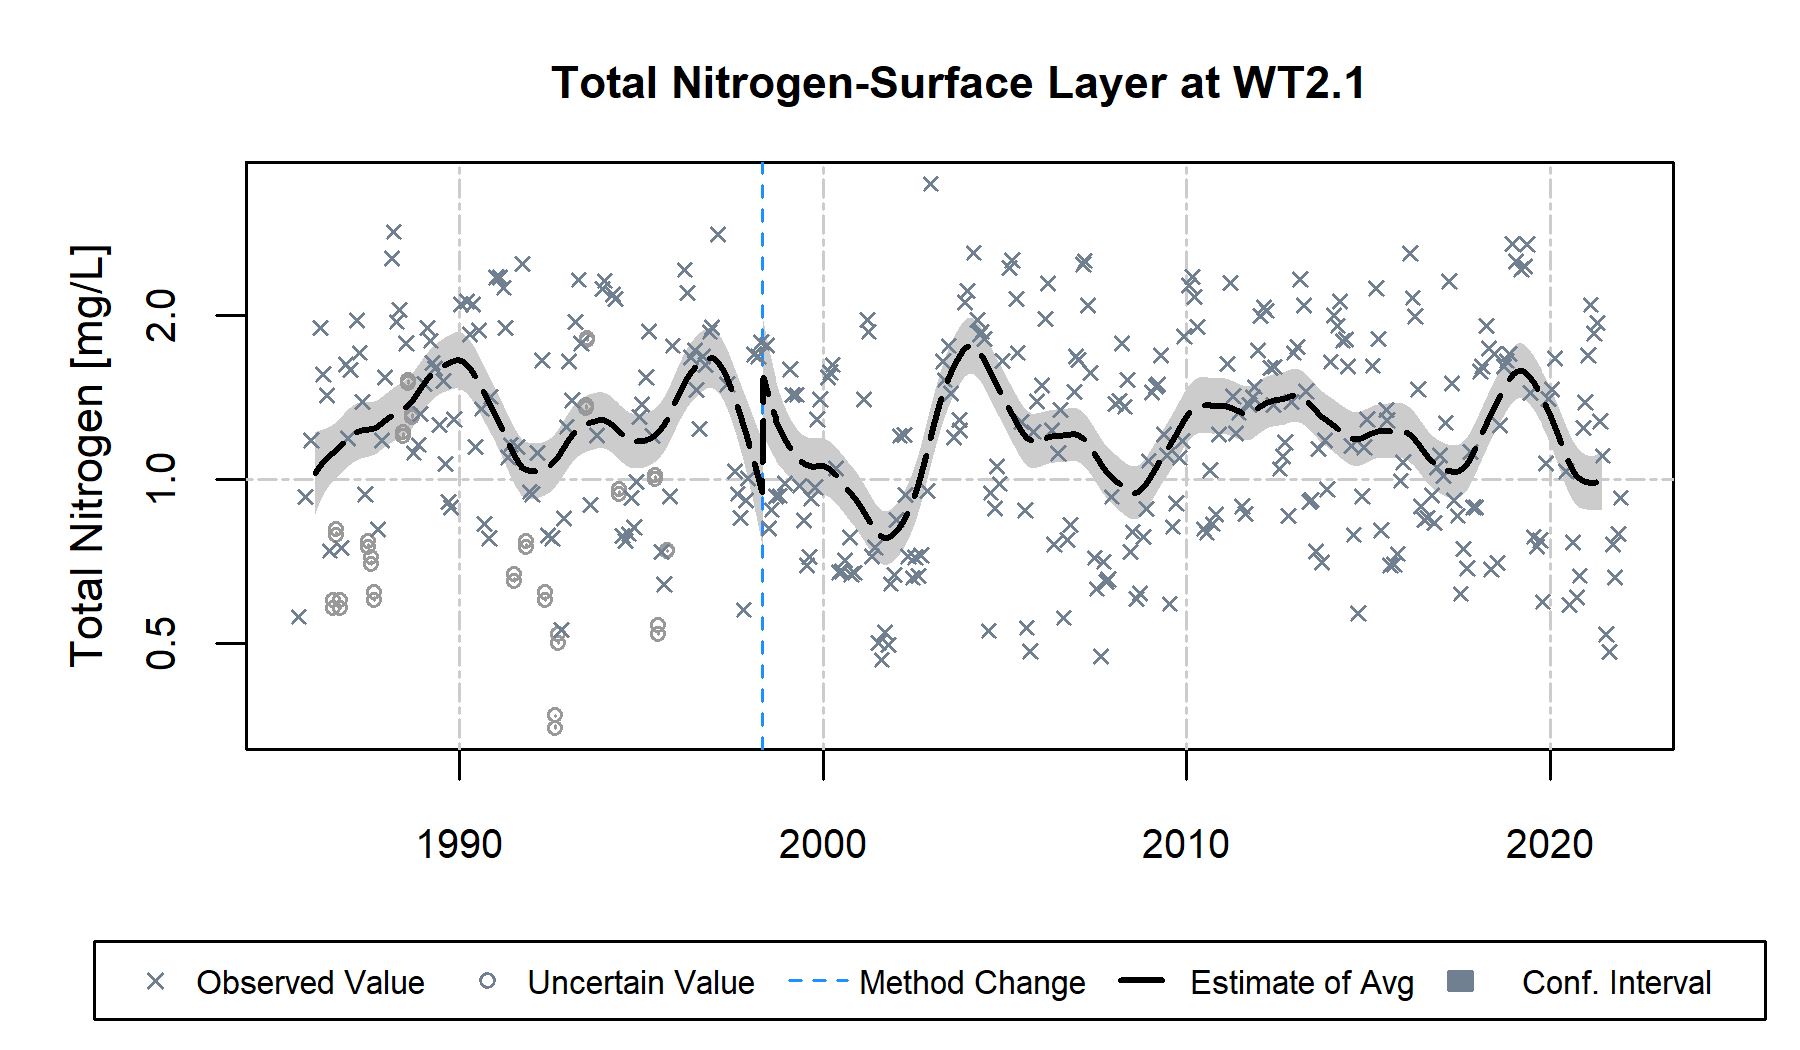 Total Nitrogen-Surface Layer at WT2.1
Total Nitrogen [mg/L]
2.0
1.0
0.5
1990 2000 2010 2020
Observed Value Uncertain Value Method Change Estimate of Avg Conf. Interval